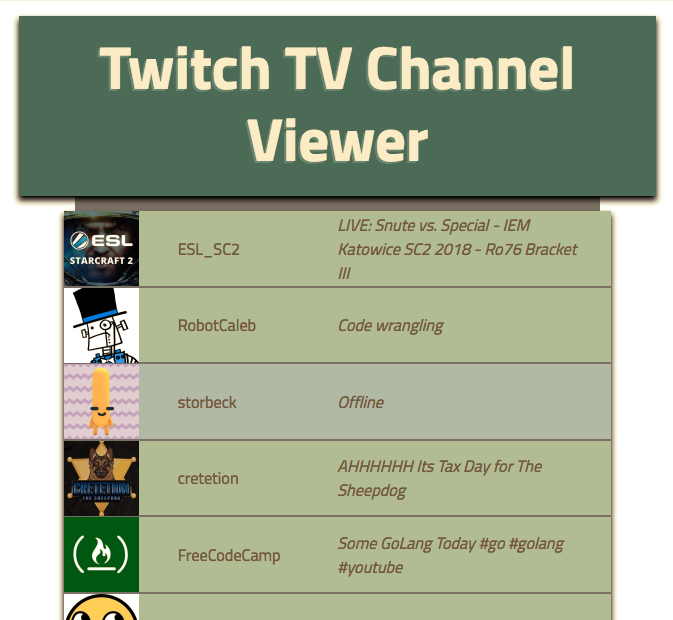 Twitch TV Channel
Viewer
ESL
STARCRAFT 2
ESL_SC2
LIVE: Snute vs. Special - IEM
Katowice SC2 2018 - Ro76 Bracket
III
RobotCaleb
Code wrangling
storbeck
Offline
CRETETION
THE SHEEPDOG
cretetion
AHHHHHH Its Tax Day for The
Sheepdog
FreeCodeCamp
Some GoLang Today #go #golang
#youtube